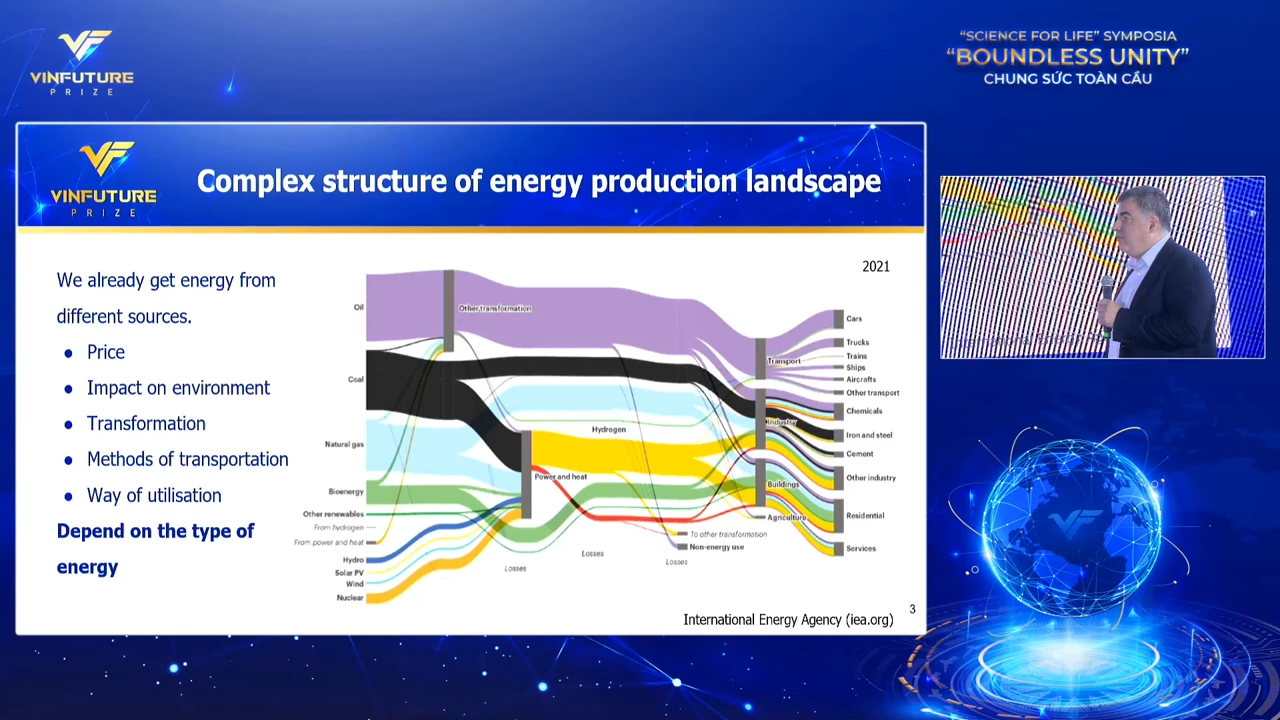 VINFUTURE
PRIZE
“SCIENCE FOR LIFE” SYMPOSIA
“BOUNDLESS UNITY”
CHUNG SỨC TOÀN CẦU
VINFUTURE
PRIZE
Complex structure of energy production landscape
We already get energy from
different sources.
● Price
● Impact on environment
● Transformation
● Methods of transportation
● Way of utilisation
Depend on the type of
energy
2021
Oil
Coal
Natural gas
Bioenergy
Other renewables
From hydrogen
From power and heat
Hydro
Solar PV
Wind
Nuclear
Other transformation
Hydrogen
Power and heat
Losses
Losses
Losses
To other transformation
Non-energy use
Transport
Industry
Buildings
Agriculture
Cars
Trucks
Trains
Ships
Aircrafts
Other transport
Chemicals
Iron and steel
Cement
Other industry
Residential
Services
International Energy Agency (iea.org)
3